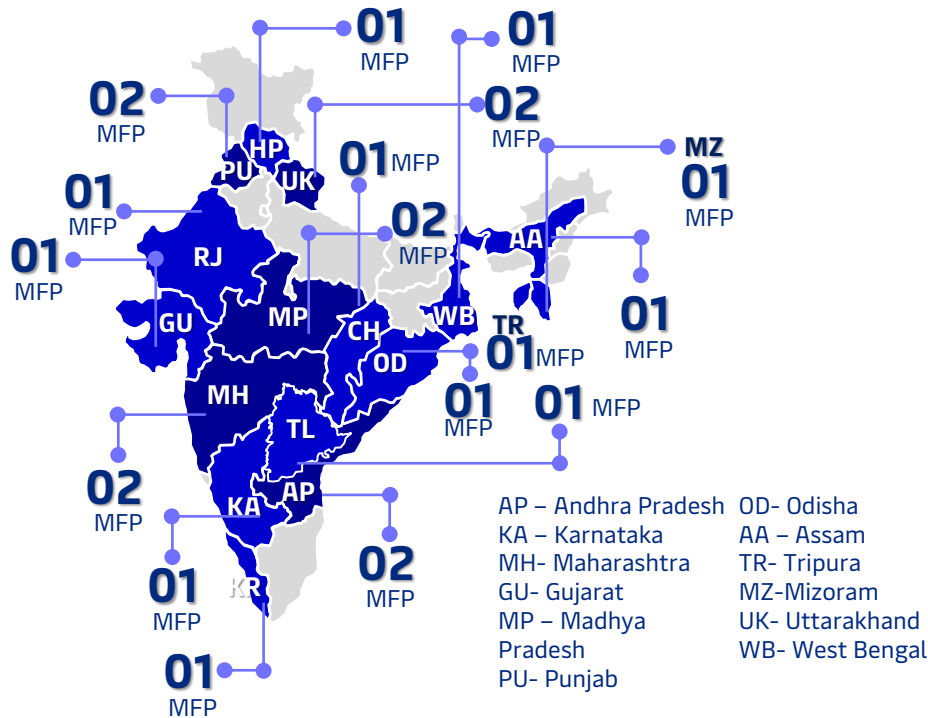 01
MFP
01
MFP
02
MFP
02
MFP
HP
PU
UK
01 MFP
MZ
01
MFP
01
MFP
02
MFP
AA
01
MFP
RJ
GU
MP
CH
WB
TR
01 MFP
01
MFP
OD
01
MFP
01 MFP
MH
TL
02
MFP
KA
AP
02
MFP
01
MFP
KR
01
MFP
AP – Andhra Pradesh
KA – Karnataka
MH- Maharashtra
GU- Gujarat
MP – Madhya
Pradesh
PU- Punjab
OD- Odisha
AA – Assam
TR- Tripura
MZ-Mizoram
UK- Uttarakhand
WB- West Bengal